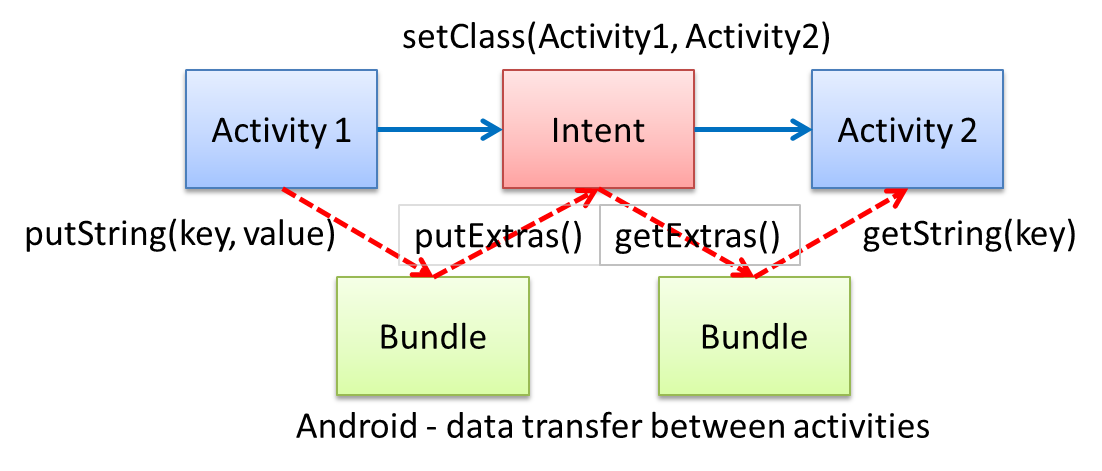 setClass(Activity1, Activity2)
Activity 1
Intent
Activity 2
putString(key, value)
putExtras()
getExtras()
getString(key)
Bundle
Bundle
Android - data transfer between activities